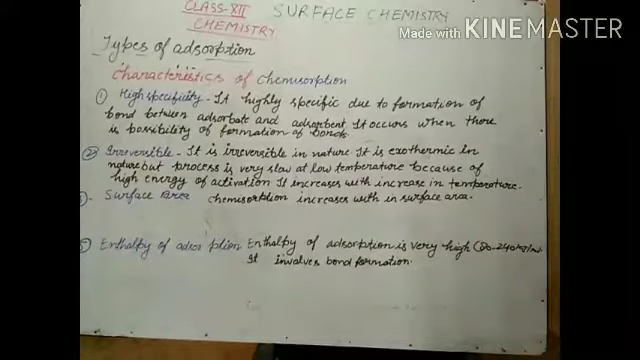 CLASS-XII SURFACE CHEMISTRY
CHEMISTRY
Made with KINEMASTER
Types of adsorption
Characteristics of chemisorption
① High specificity - It highly specific due to formation of
bond between adsorbate and adsorbent It occurs when there
is possibility of formation of bonds
② Irreversible - It is irreversible in nature It is exothermic in
nature but process is very slow at low temperature because of
high energy of activation It increases with increase in temperature.
Surface Area chemisorption increases with in surface area.
Enthalpy of adsorption Enthalpy of adsorption is very high (80-240
It involves bond formation.